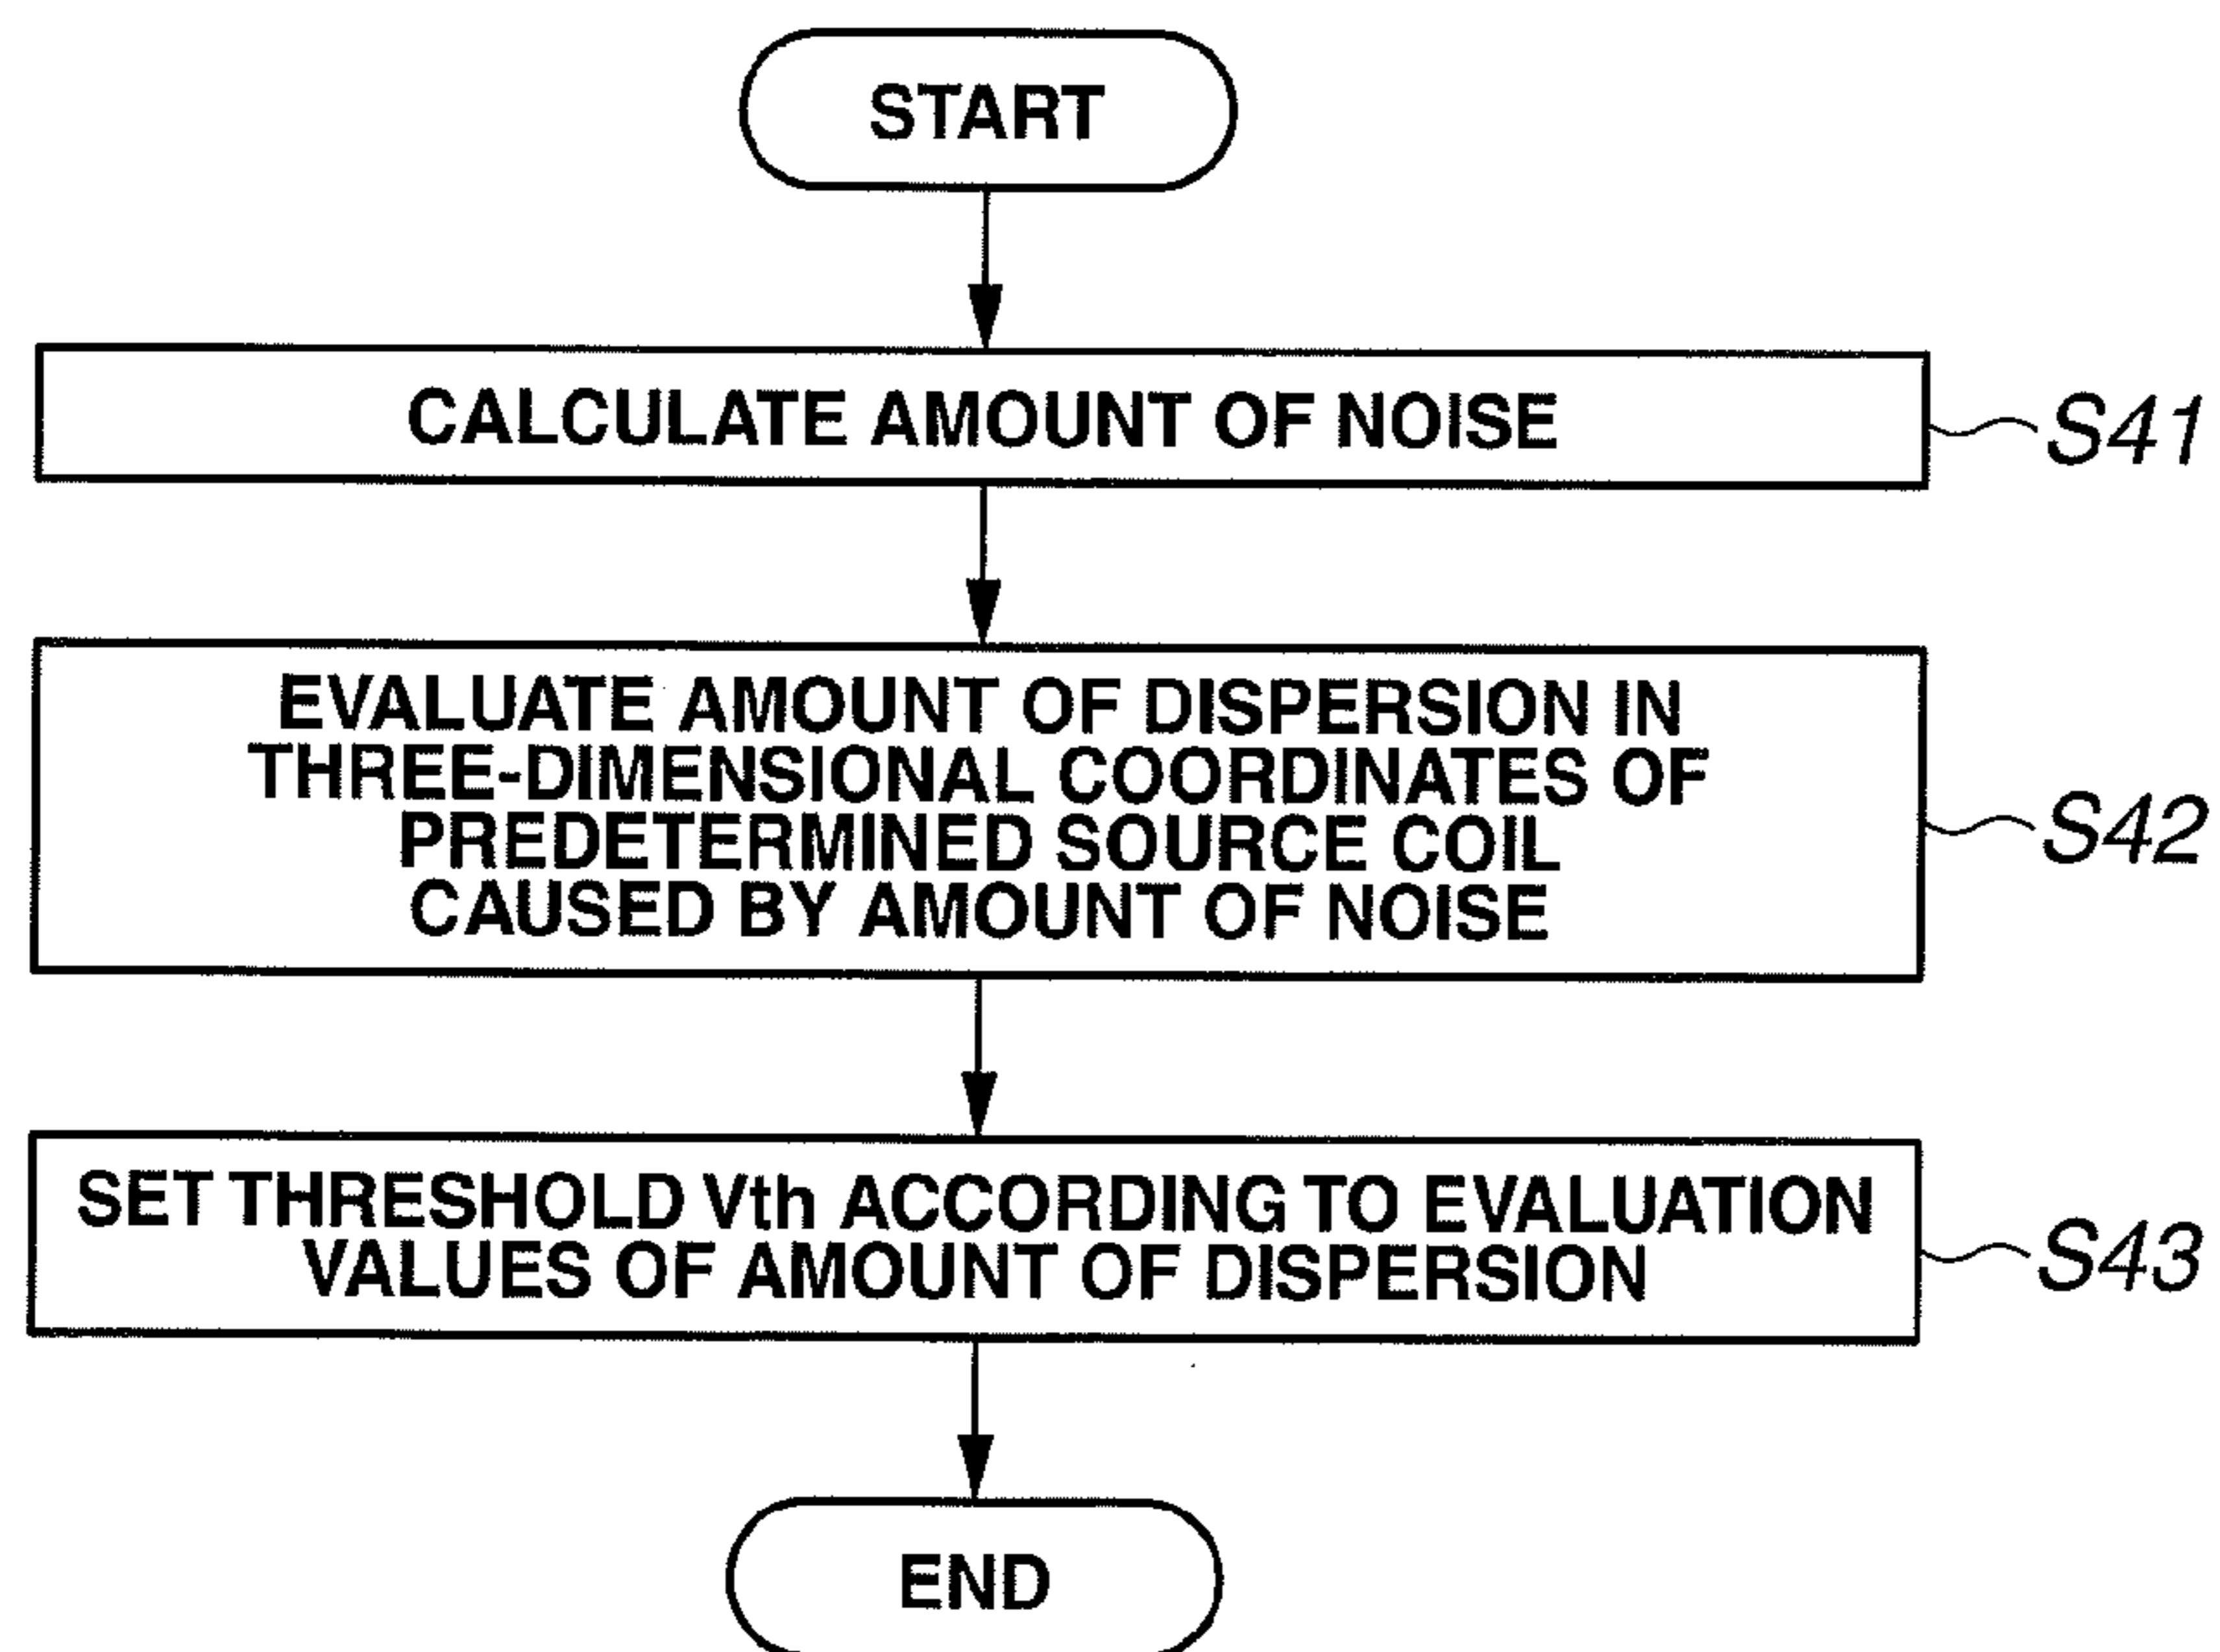 START
CALCULATE AMOUNT OF NOISE
S41
EVALUATE AMOUNT OF DISPERSION IN
THREE-DIMENSIONAL COORDINATES OF
PREDETERMINED SOURCE COIL
CAUSED BY AMOUNT OF NOISE
S42
SET THRESHOLD Vth ACCORDING TO EVALUATION
VALUES OF AMOUNT OF DISPERSION
S43
END